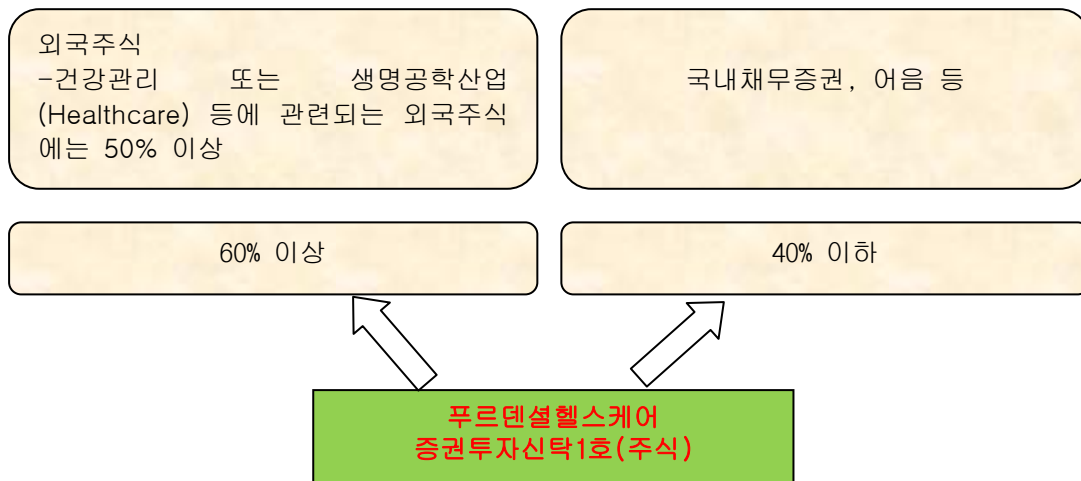 외국주식
-건강관리 또는 생명공학산업
(Healthcare) 등에 관련되는 외국주식
에는 50% 이상
국내채무증권, 어음 등
60% 이상
40% 이하
푸르덴셜헬스케어
증권투자신탁1호(주식)